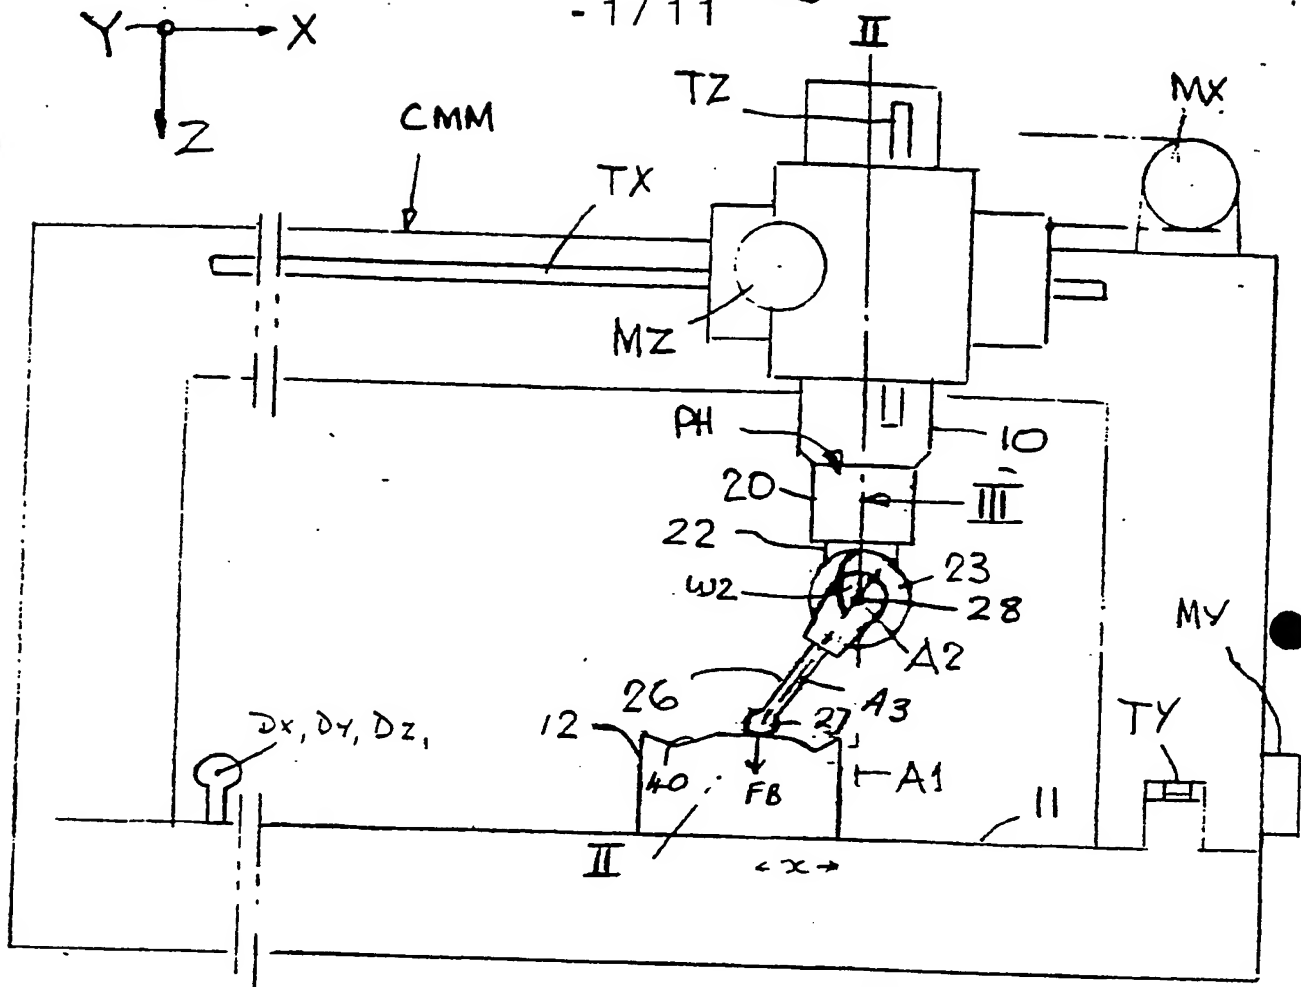 - 1/11
Y X
Z
II
TZ
MX
CMM
TX
MZ
PH
10
20
III
22
23
W2
28
MY
A2
26
A3
27
TY
12
DX, DY, DZ,
40
FB
A1
11
II
x